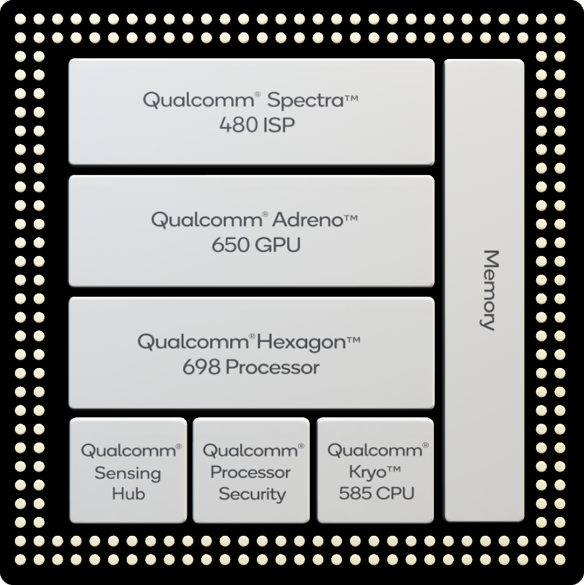 Qualcomm® Spectra™
480 ISP
Qualcomm® Adreno™
650 GPU
Qualcomm® Hexagon™
698 Processor
Qualcomm®
Sensing
Hub
Qualcomm®
Processor
Security
Qualcomm®
Kryo™
585 CPU
Memory